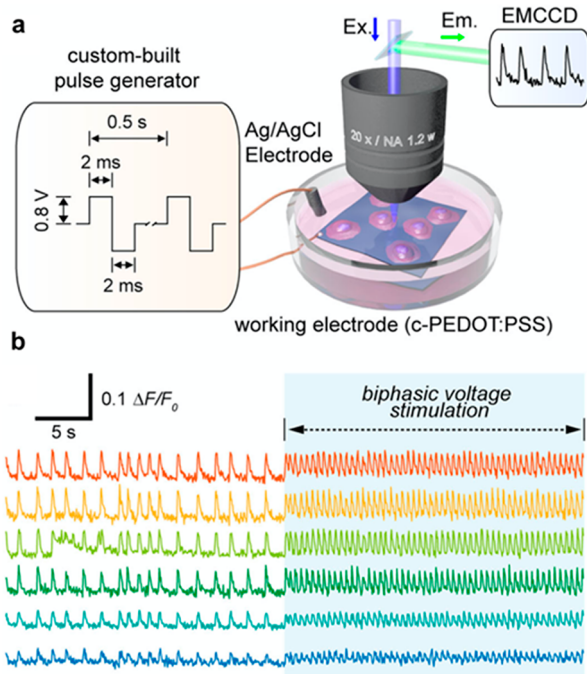 a
Ex.
Em.
EMCCD
custom-built
pulse generator
0.5 s
2 ms
0.8 V
2 ms
Ag/AgCl
Electrode
20 x / NA 1.2 w
working electrode (c-PEDOT:PSS)
b
0.1 ΔF/F₀
5 s
biphasic voltage
stimulation